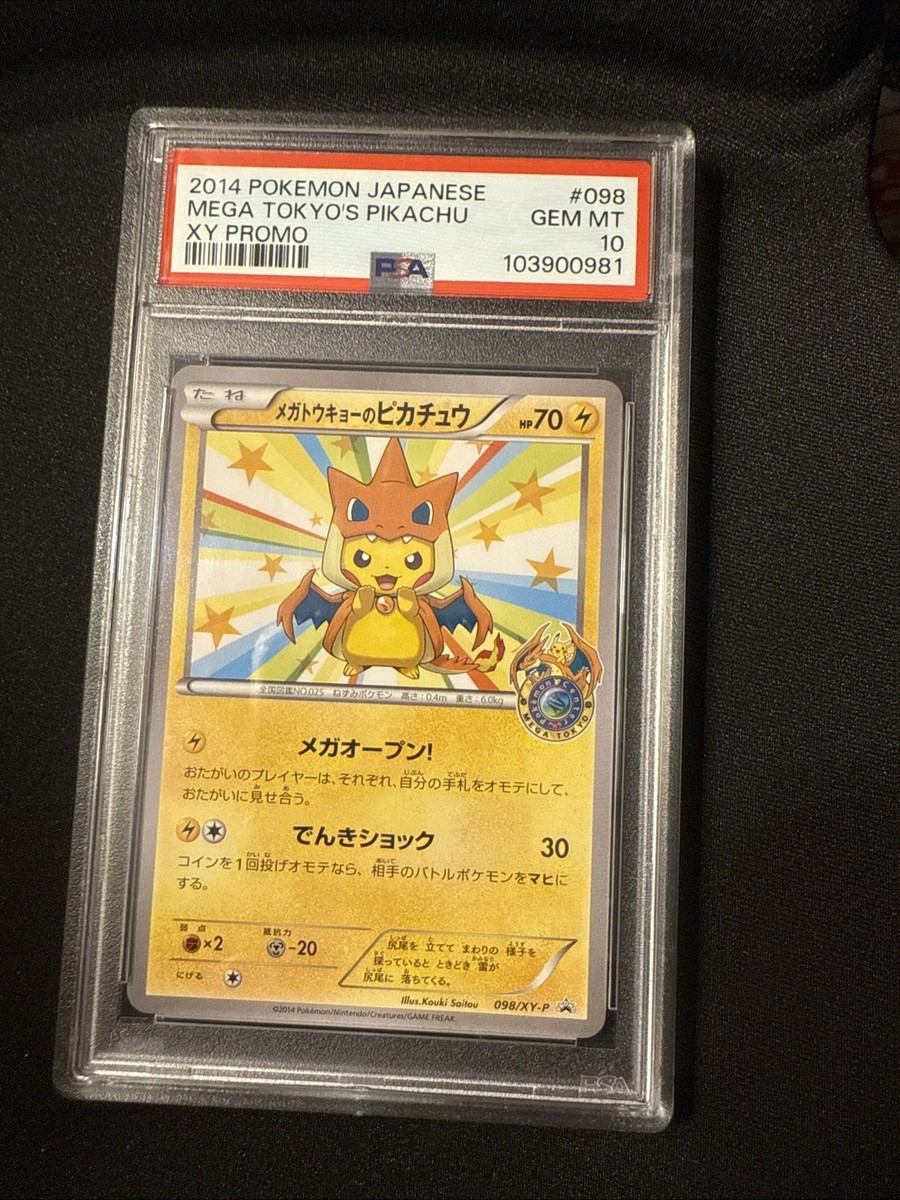 2014 POKEMON JAPANESE #098
MEGA TOKYO'S PIKACHU GEM MT
XY PROMO 10
PSA 103900981
たね メガトウキョーのピカチュウ HP70
全国図鑑NO.025 ねずみポケモン 高さ:0.4m 重さ:6.0kg
Pokémon Center
MEGA TOKYO
メガオープン!
おたがいのプレイヤーは、それぞれ、自分の手札をオモテにして、
おたがいに見せ合う。
でんきショック 30
コインを1回投げオモテなら、相手のバトルポケモンをマヒに
する。
弱点 抵抗力
×2 -20
にげる
尻尾を 立てて まわりの 様子を
探っていると ときどき 雷が
尻尾に 落ちてくる。
Illus.Kouki Saitou 098/XY-P
©2014 Pokémon/Nintendo/Creatures/GAME FREAK.
PSA